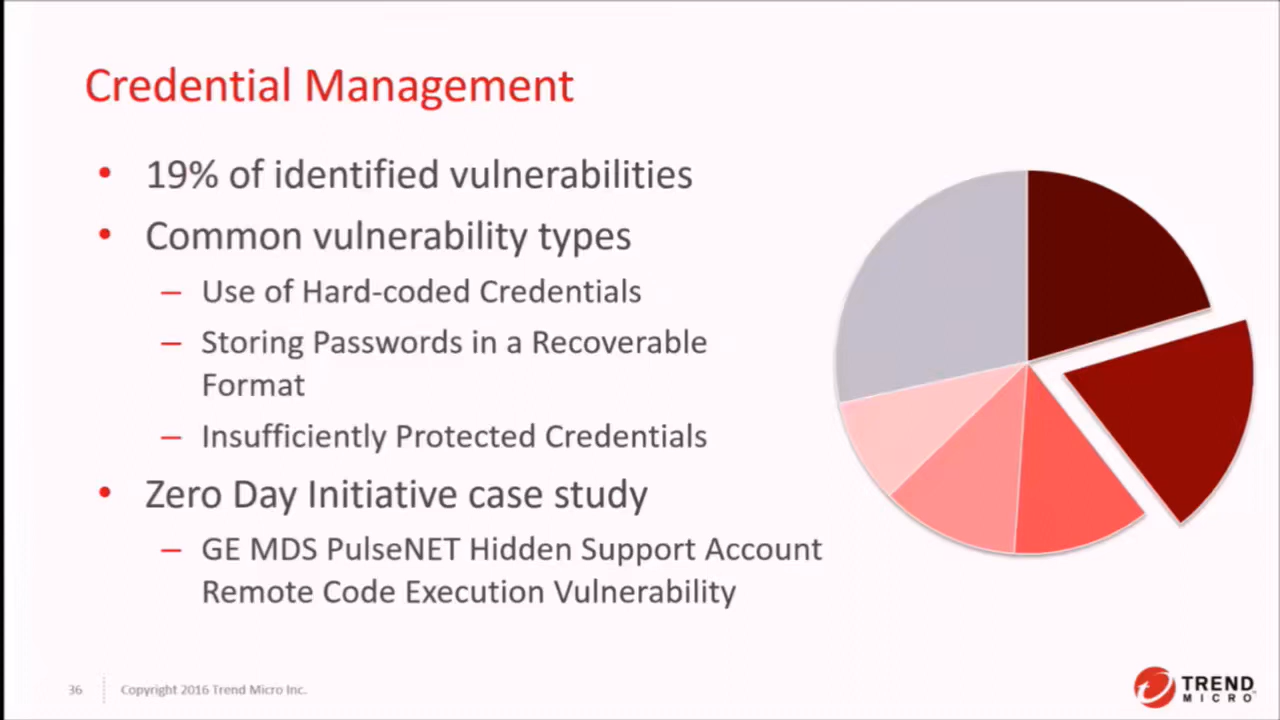 Credential Management
• 19% of identified vulnerabilities
• Common vulnerability types
– Use of Hard-coded Credentials
– Storing Passwords in a Recoverable
Format
– Insufficiently Protected Credentials
• Zero Day Initiative case study
– GE MDS PulseNET Hidden Support Account
Remote Code Execution Vulnerability
36
Copyright 2016 Trend Micro Inc.
TREND
MICRO